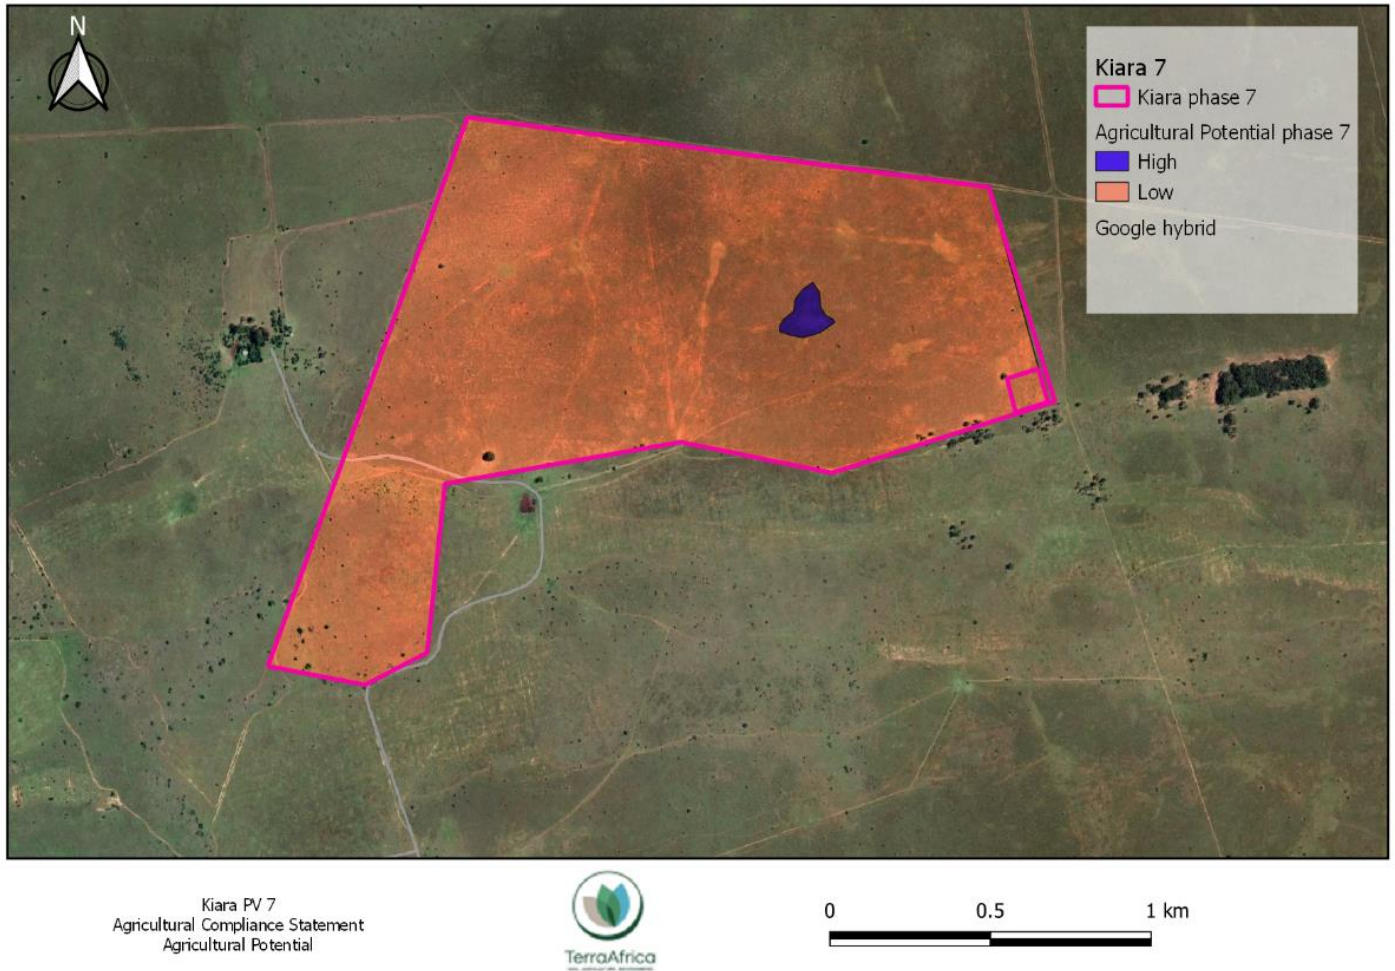 N
Kiara 7
Kiara phase 7
Agricultural Potential phase 7
High
Low
Google hybrid
Kiara PV 7
Agricultural Compliance Statement
Agricultural Potential
TerraAfrica
0 0.5 1 km